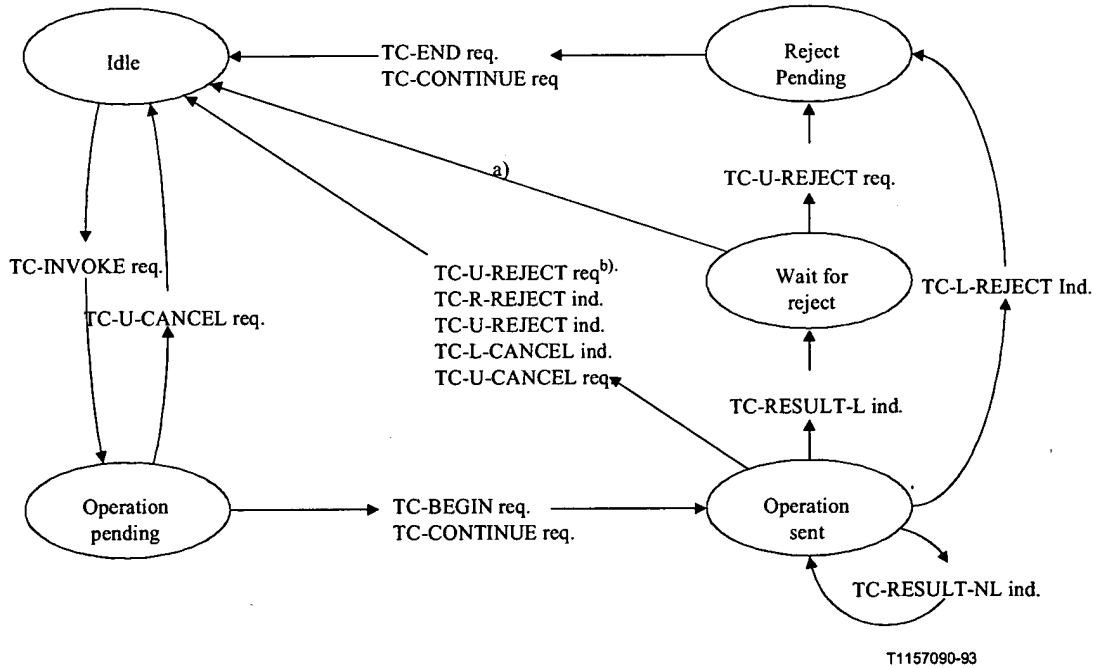 Idle
TC-END req.
TC-CONTINUE req
Reject
Pending
a)
TC-U-REJECT req.
TC-INVOKE req.
TC-U-CANCEL req.
TC-U-REJECT reqb).
TC-R-REJECT ind.
TC-U-REJECT ind.
TC-L-CANCEL ind.
TC-U-CANCEL req
Wait for
reject
TC-L-REJECT Ind.
TC-RESULT-L ind.
Operation
pending
TC-BEGIN req.
TC-CONTINUE req.
Operation
sent
TC-RESULT-NL ind.
T1157090-93